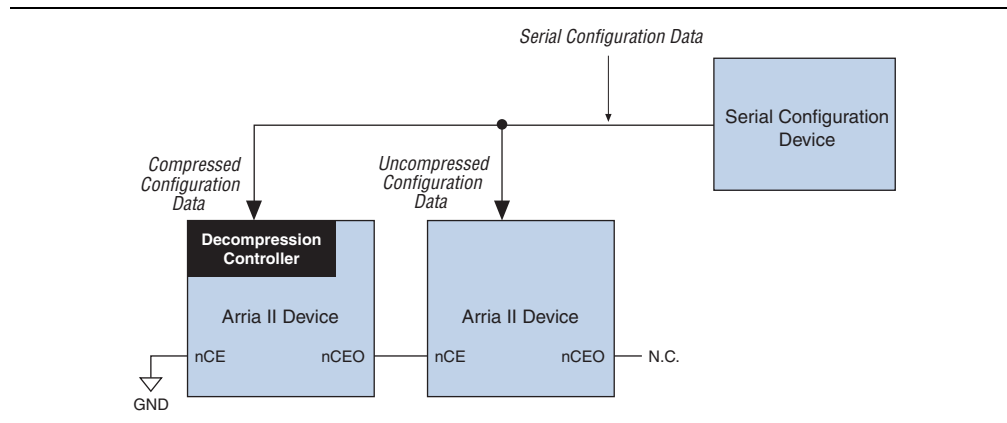 Serial Configuration Data
Serial Configuration
Device
Compressed
Configuration
Data
Uncompressed
Configuration
Data
Decompression
Controller
Arria II Device
Arria II Device
nCE
nCEO
nCE
nCEO
N.C.
GND